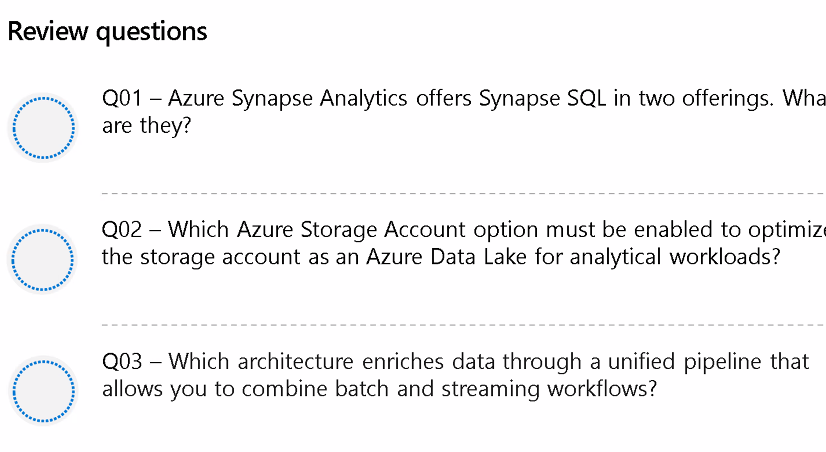 Review questions
Q01 – Azure Synapse Analytics offers Synapse SQL in two offerings. Wha
are they?
Q02 – Which Azure Storage Account option must be enabled to optimize
the storage account as an Azure Data Lake for analytical workloads?
Q03 – Which architecture enriches data through a unified pipeline that
allows you to combine batch and streaming workflows?